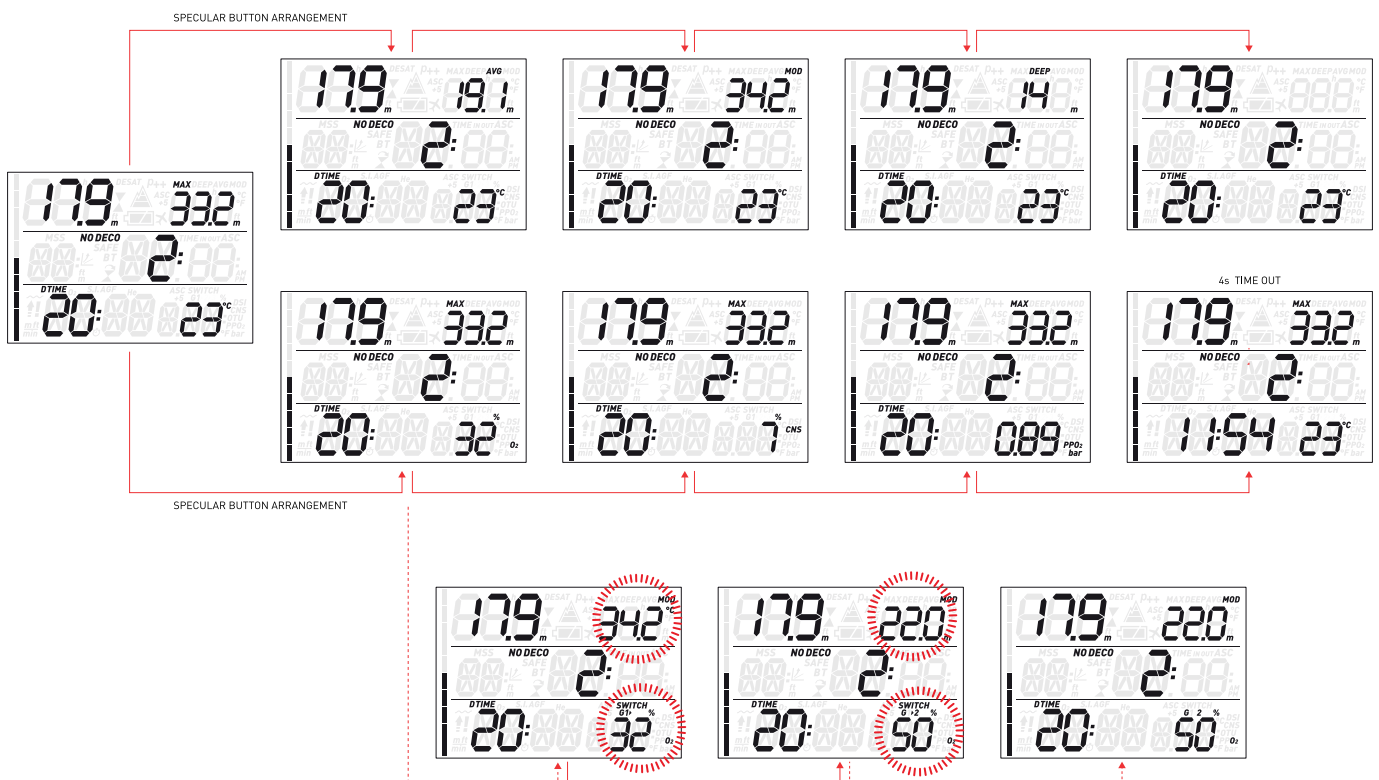 SPECULAR BUTTON ARRANGEMENT
AVG
17.9 m 19.1 m
NO DECO
2:
DTIME
20: 23 °C
MOD
17.9 m 34.2 m
NO DECO
2:
DTIME
20: 23 °C
DEEP
17.9 m 14 m
NO DECO
2:
DTIME
20: 23 °C
17.9 m
NO DECO
2:
DTIME
20: 23 °C
MAX
17.9 m 33.2 m
NO DECO
2:
DTIME
20: 23 °C
MAX
17.9 m 33.2 m
NO DECO
2:
DTIME %
20: 32 O2
MAX
17.9 m 33.2 m
NO DECO
2:
DTIME %
20: 7 CNS
MAX
17.9 m 33.2 m
NO DECO
2:
DTIME
20: 0.89 PPO2
bar
4s TIME OUT
MAX
17.9 m 33.2 m
NO DECO
2:
11:54 23 °C
SPECULAR BUTTON ARRANGEMENT
MOD
17.9 m 34.2 °C
NO DECO
2:
DTIME SWITCH
G1 %
20: 32 O2
MOD
17.9 m 22.0 m
NO DECO
2:
DTIME SWITCH
G 2 %
20: 50 O2
MOD
17.9 m 22.0 m
NO DECO
2:
DTIME G 2 %
20: 50 O2